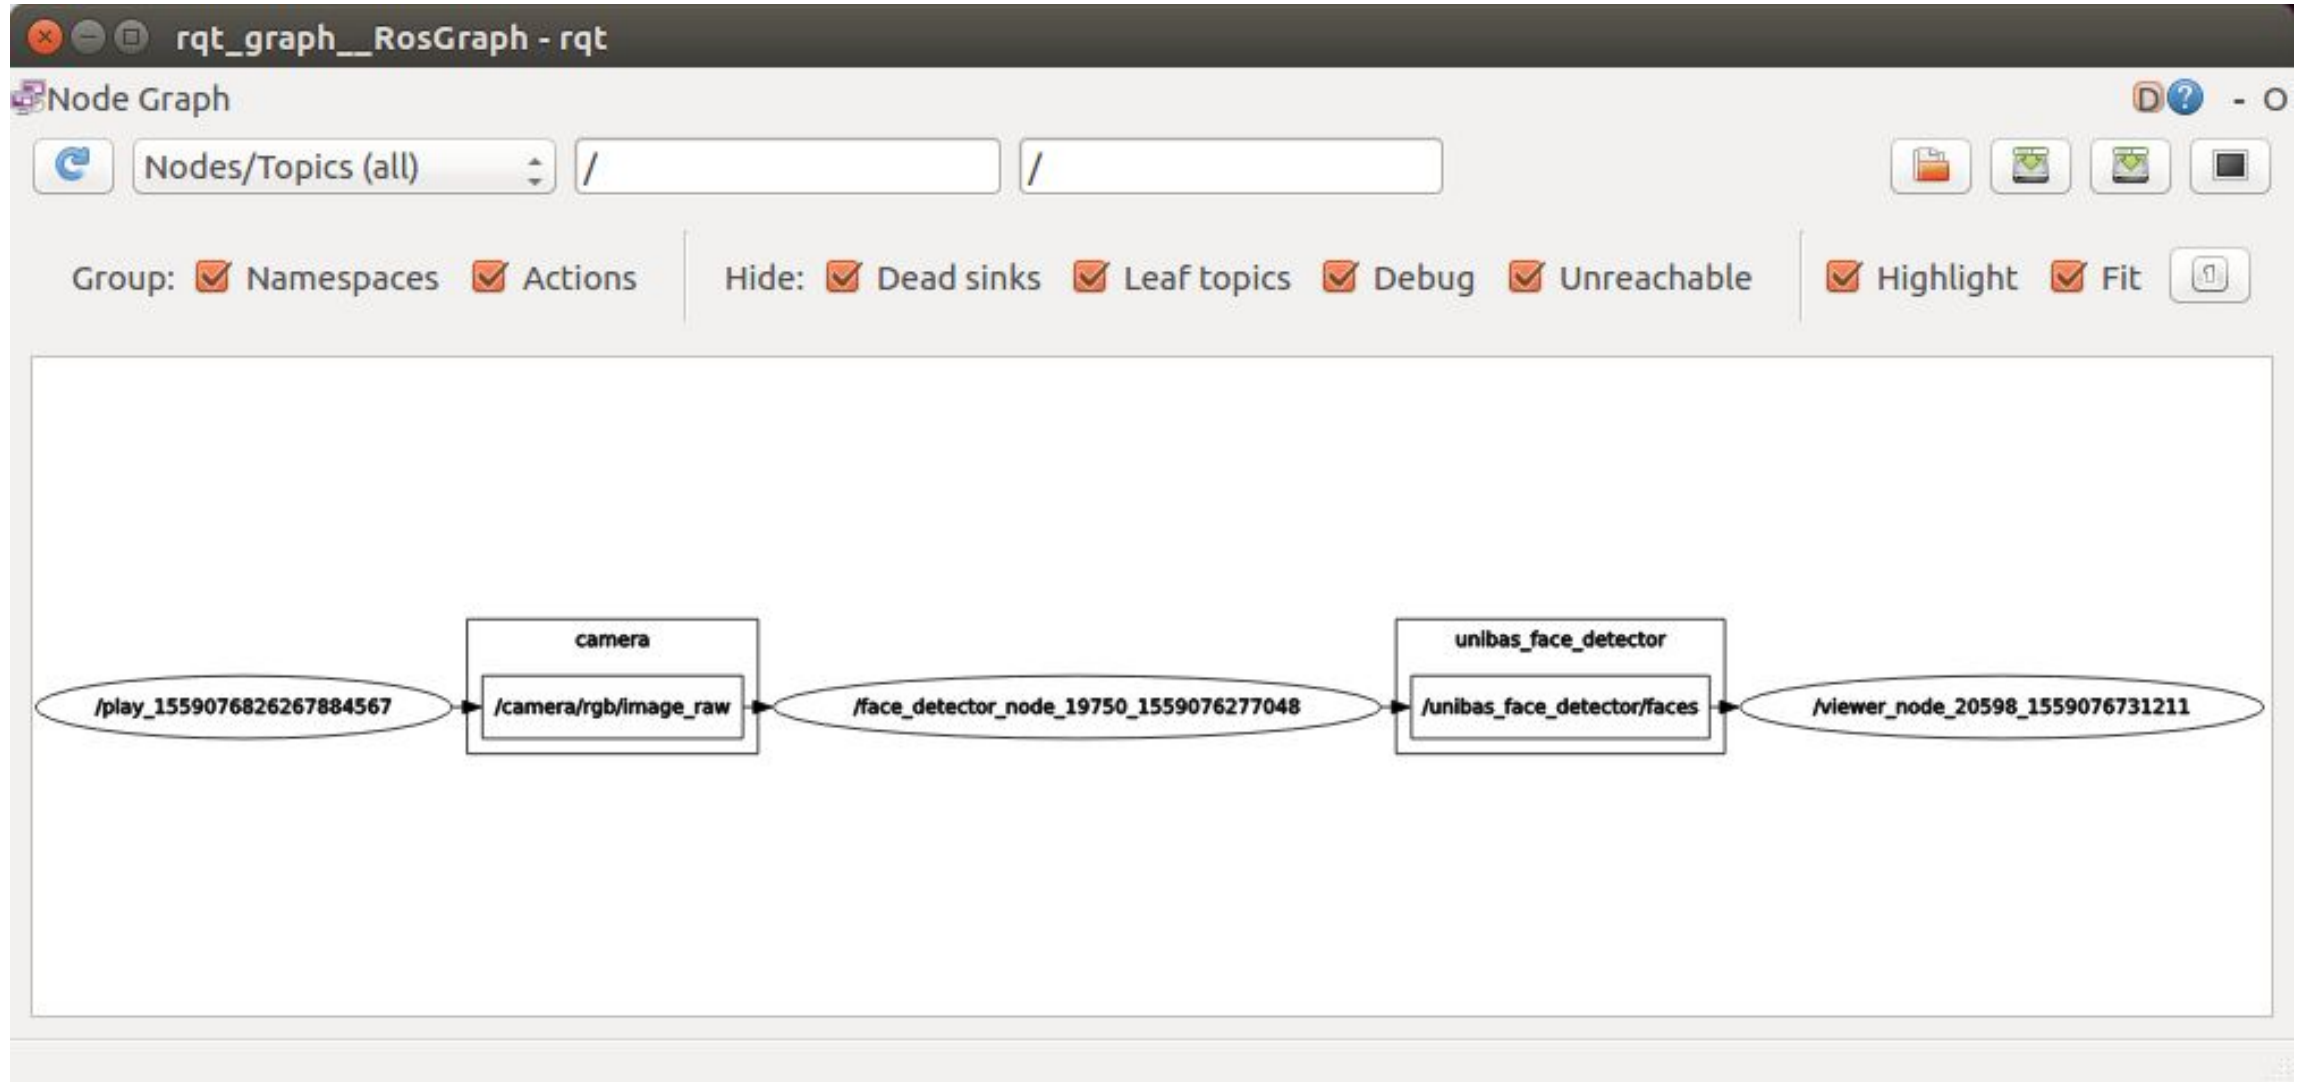 rqt_graph__RosGraph - rqt
Node Graph
D ? - O
Nodes/Topics (all) / /
Group: Namespaces Actions Hide: Dead sinks Leaf topics Debug Unreachable Highlight Fit
camera
unibas_face_detector
/play_1559076826267884567 /camera/rgb/image_raw /face_detector_node_19750_1559076277048 /unibas_face_detector/faces /viewer_node_20598_1559076731211